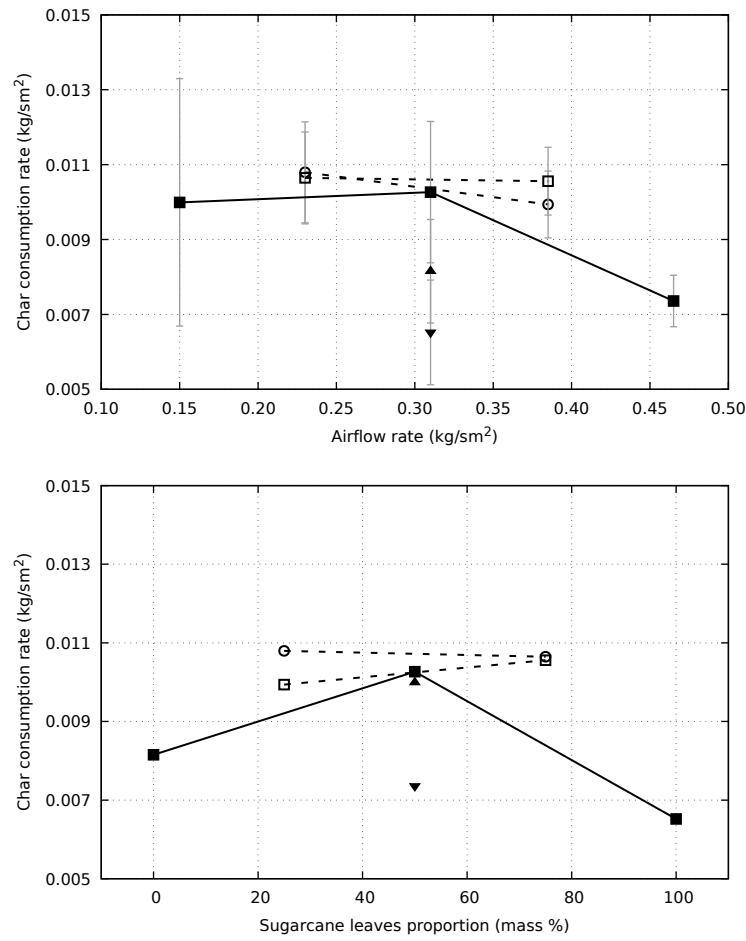 0.015
0.013
0.011
0.009
0.007
0.005
Char consumption rate (kg/sm²)
0.10 0.15 0.20 0.25 0.30 0.35 0.40 0.45 0.50
Airflow rate (kg/sm²)
0.015
0.013
0.011
0.009
0.007
0.005
Char consumption rate (kg/sm²)
0 20 40 60 80 100
Sugarcane leaves proportion (mass %)